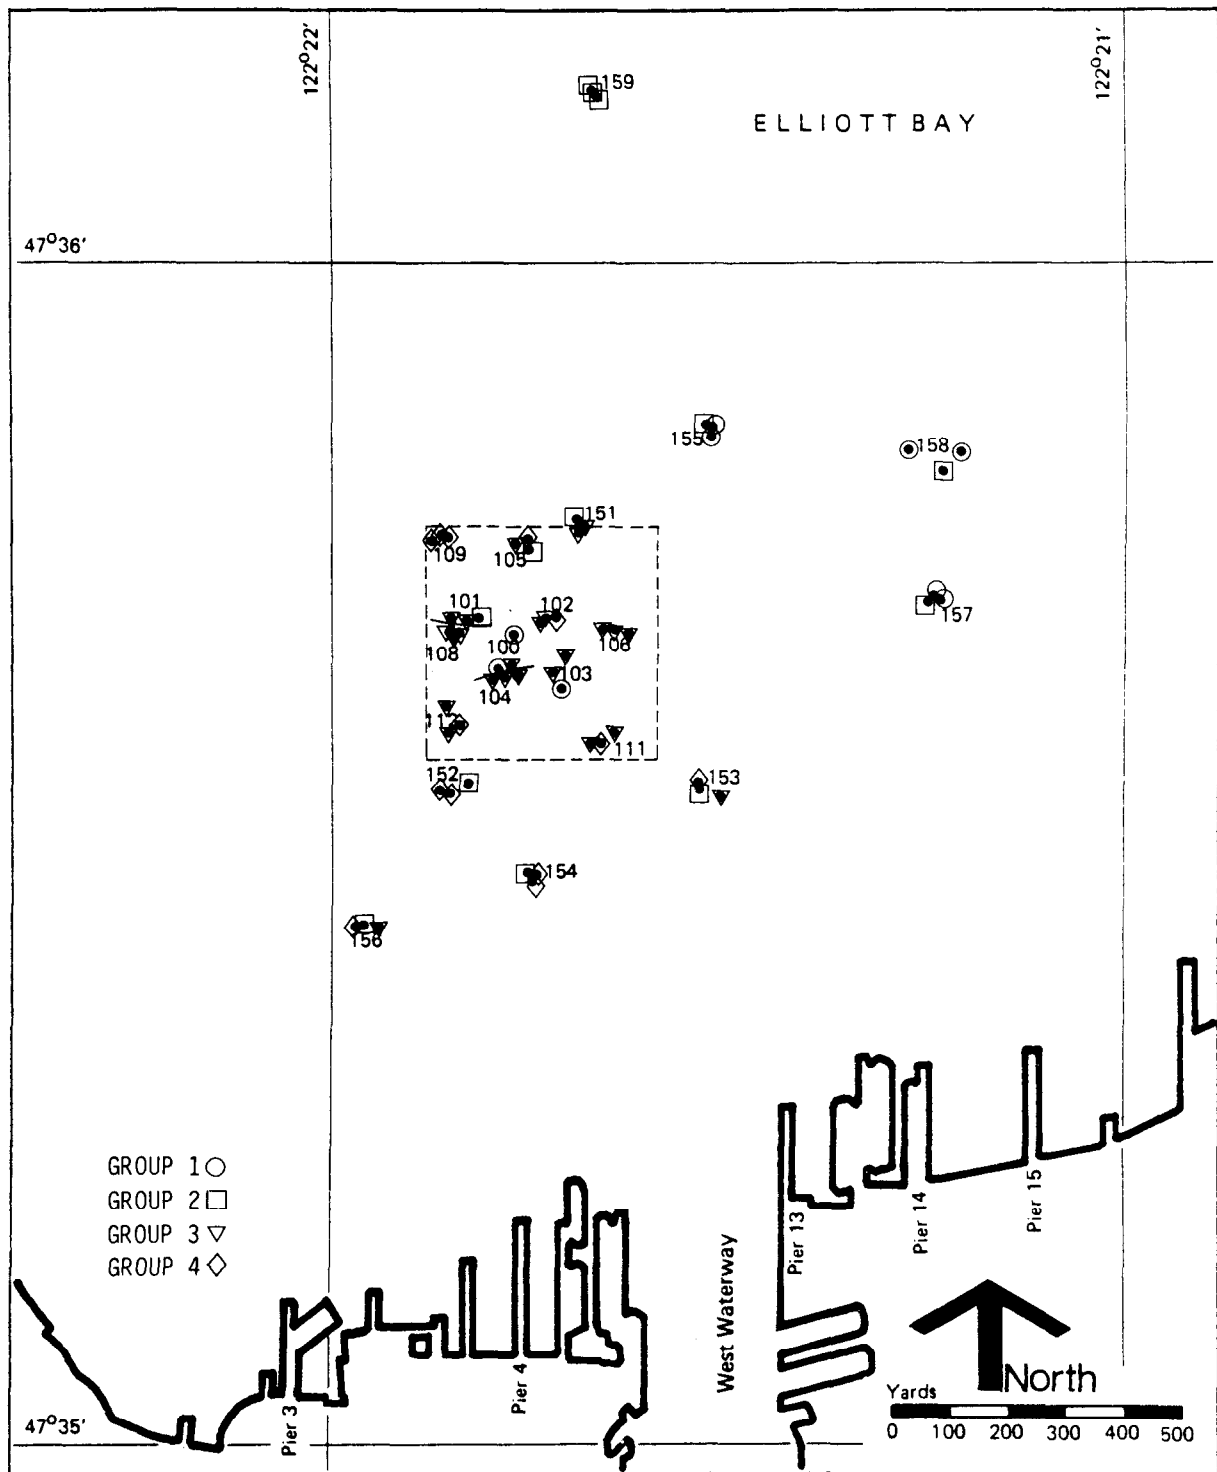 122°22'
122°21'
159
ELLIOTT BAY
47°36'
155
158
151
109
105
101
102
157
100
106
108
103
104
111
152
153
154
156
GROUP 1
GROUP 2
GROUP 3
GROUP 4
Pier 13
Pier 14
Pier 15
West Waterway
Pier 4
Pier 3
North
Yards
0 100 200 300 400 500
47°35'